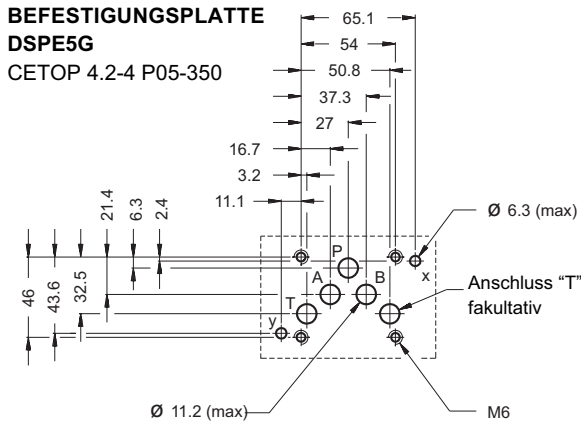 BEFESTIGUNGSPLATTE
DSPE5G
CETOP 4.2-4 P05-350
65.1
54
50.8
37.3
27
16.7
3.2
11.1
21.4
6.3
2.4
Ø 6.3 (max)
P
x
A
B
T
y
46
43.6
32.5
Anschluss “T”
fakultativ
Ø 11.2 (max)
M6